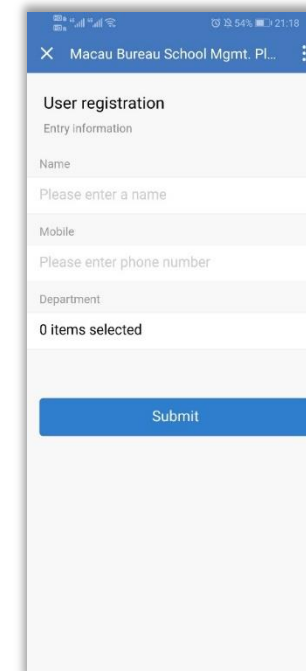 54% 21:18
Macau Bureau School Mgmt. Pl...
User registration
Entry information
Name
Please enter a name
Mobile
Please enter phone number
Department
0 items selected
Submit